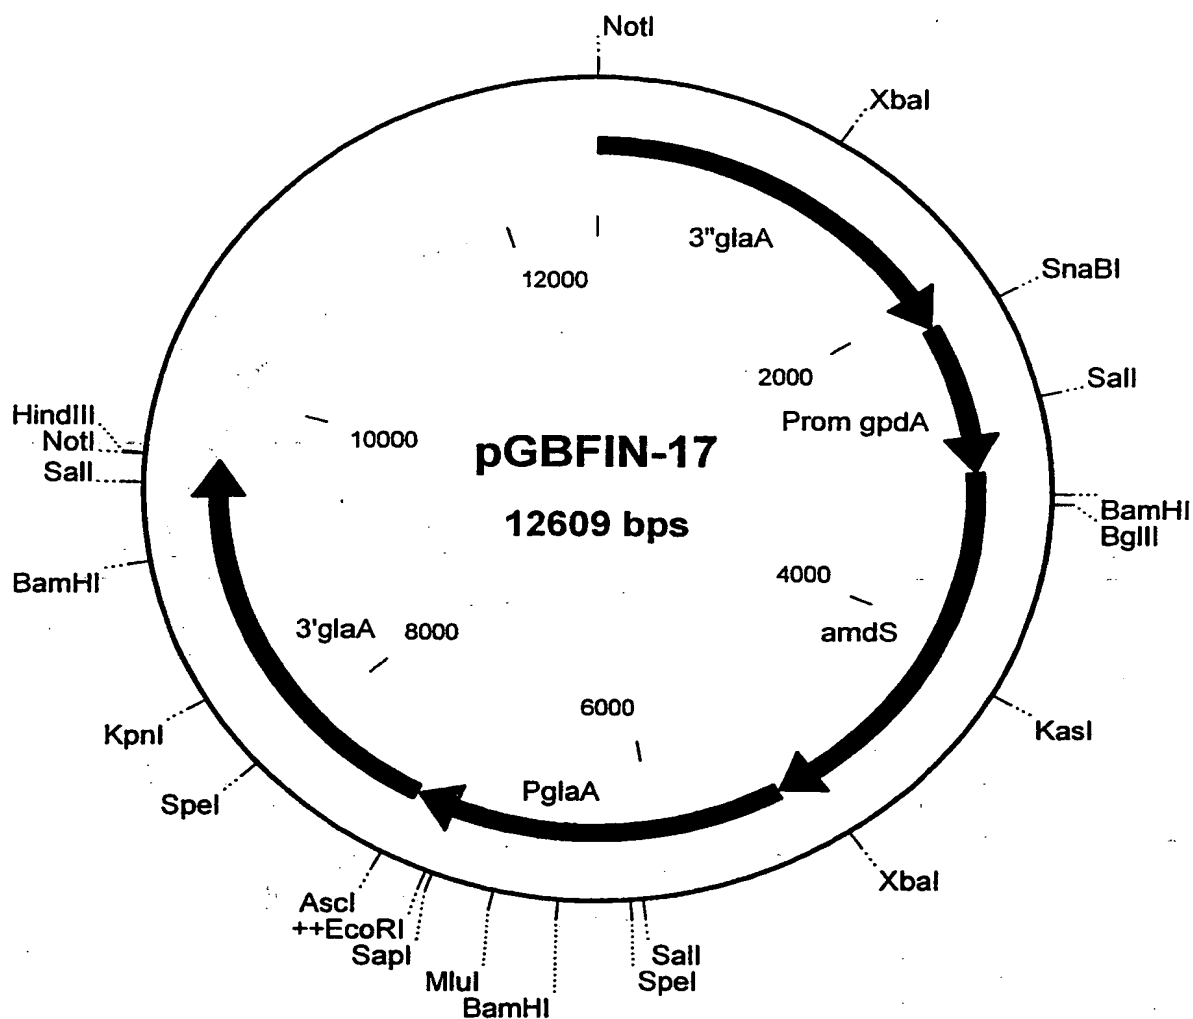 NotI
XbaI
3"glaA
SnaBI
12000
2000
SalI
Prom gpdA
HindIII
NotI
SalI
10000
pGBFIN-17
12609 bps
BamHI
BglII
BamHI
4000
amdS
3'glaA
8000
6000
KpnI
KasI
SpeI
PglaA
XbaI
AscI
++EcoRI
SapI
MluI
BamHI
SalI
SpeI